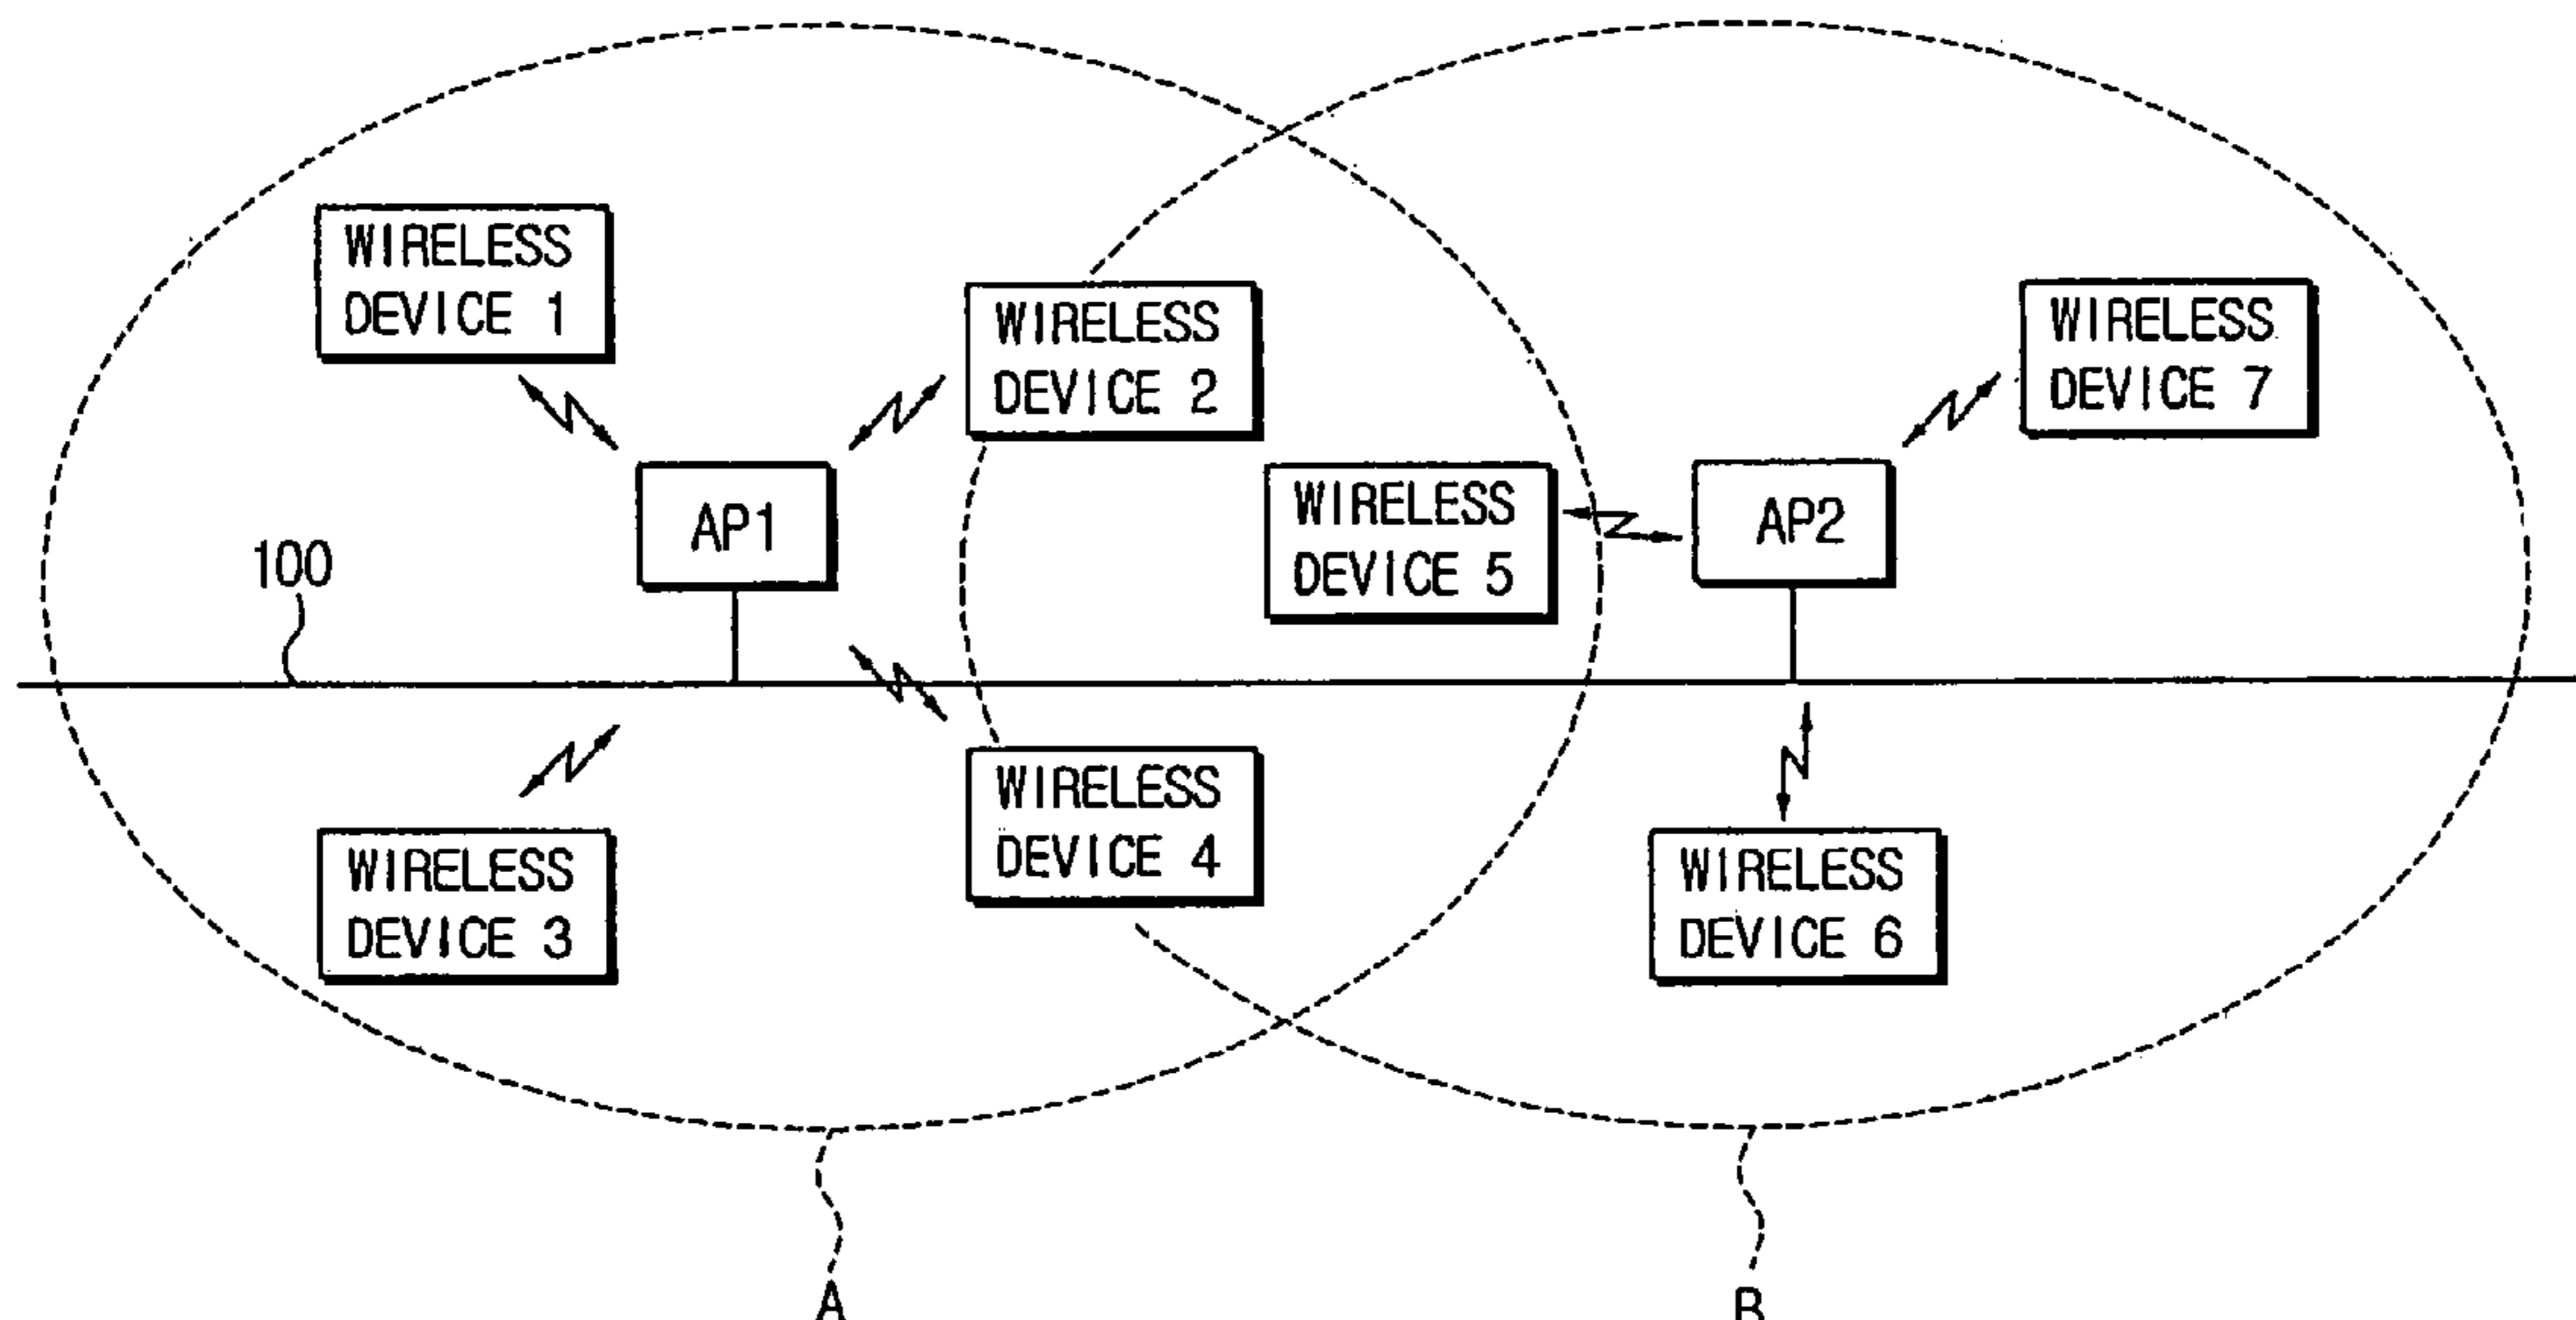 WIRELESS
DEVICE 1
WIRELESS
DEVICE 2
WIRELESS
DEVICE 7
AP1
WIRELESS
DEVICE 5
AP2
100
WIRELESS
DEVICE 4
WIRELESS
DEVICE 3
WIRELESS
DEVICE 6
A
B